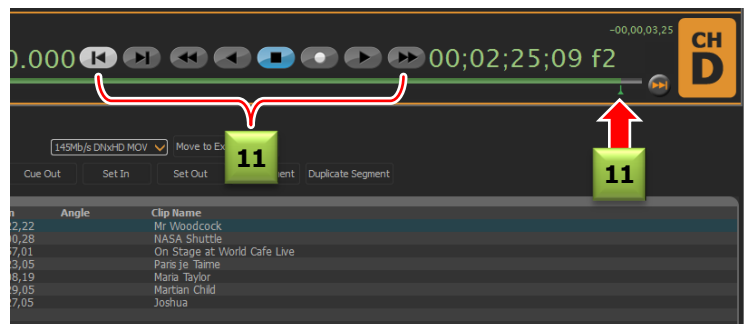 -00,00,03,25
0.000
00;02;25;09 f2
CH
D
11
11
145Mb/s DNxHD MOV
Move to Ex
Cue Out
Set In
Set Out
ent
Duplicate Segment
n
Angle
Clip Name
22,22
Mr Woodcock
00,28
NASA Shuttle
57,01
On Stage at World Cafe Live
23,05
Paris je Taime
08,19
Maria Taylor
29,05
Martian Child
27,05
Joshua